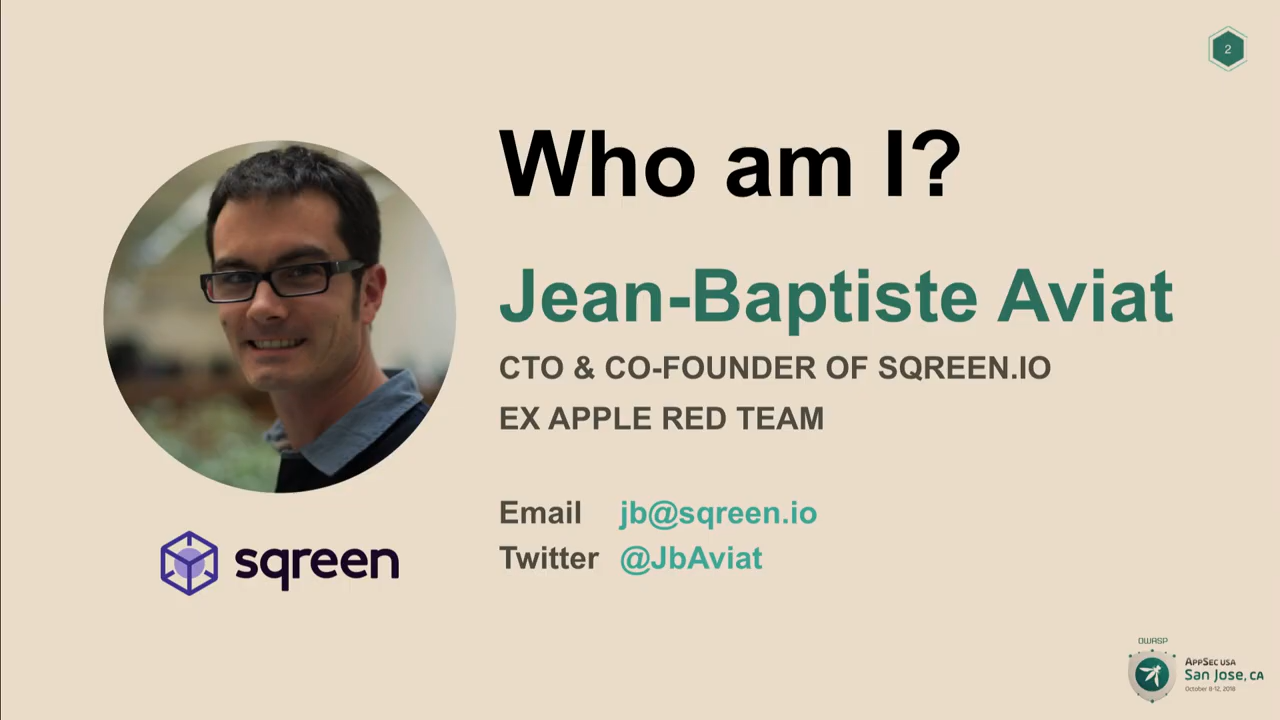 2
Who am I?
Jean-Baptiste Aviat
CTO & CO-FOUNDER OF SQREEN.IO
EX APPLE RED TEAM
Email jb@sqreen.io
Twitter @JbAviat
sqreen
OWASP
AppSec USA
San Jose, CA
October 8-12, 2018